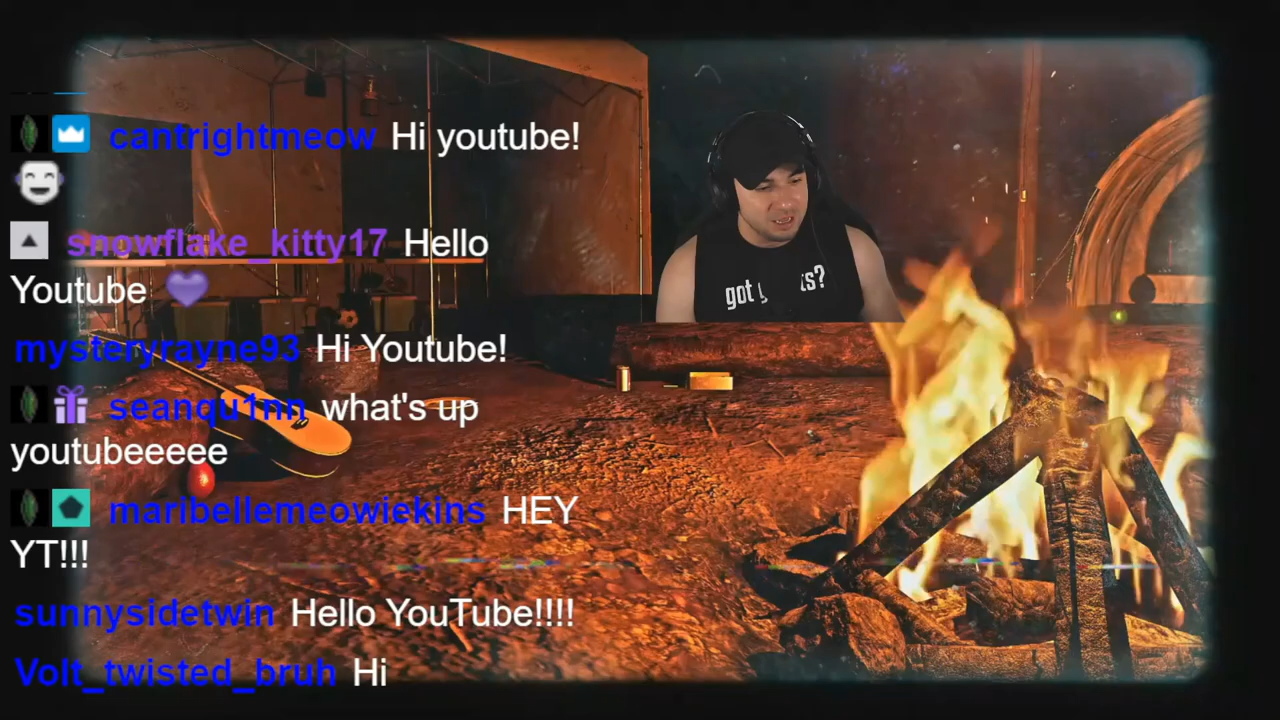 cantrightmeow Hi youtube!
snowflake_kitty17 Hello
Youtube
mysteryrayne93 Hi Youtube!
seanqu1nn what's up
youtubeeeee
maribellemeowiekins HEY
YT!!!
sunnysidetwin Hello YouTube!!!!
Volt_twisted_bruh Hi
got is?